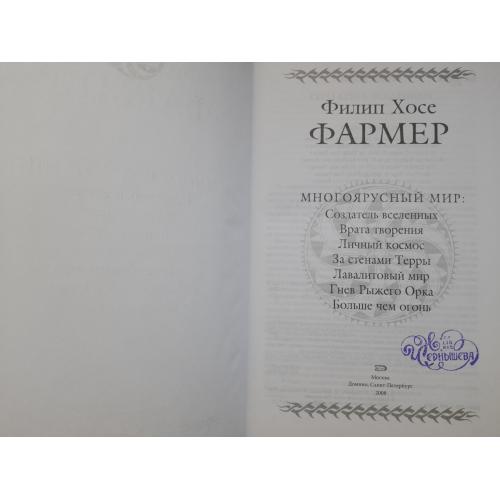 Филип Хосе
ФАРМЕР
МНОГОЯРУСНЫЙ МИР:
Создатель вселенных
Врата творения
Личный космос
За стенами Терры
Лавалитовый мир
Гнев Рыжего Орка
Больше чем огонь
Чернышева
Москва
Домино, Санкт-Петербург
2008